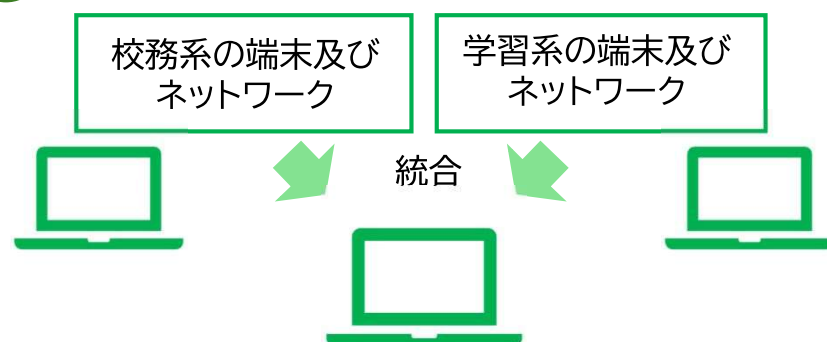 校務系の端末及び
ネットワーク
学習系の端末及び
ネットワーク
統合